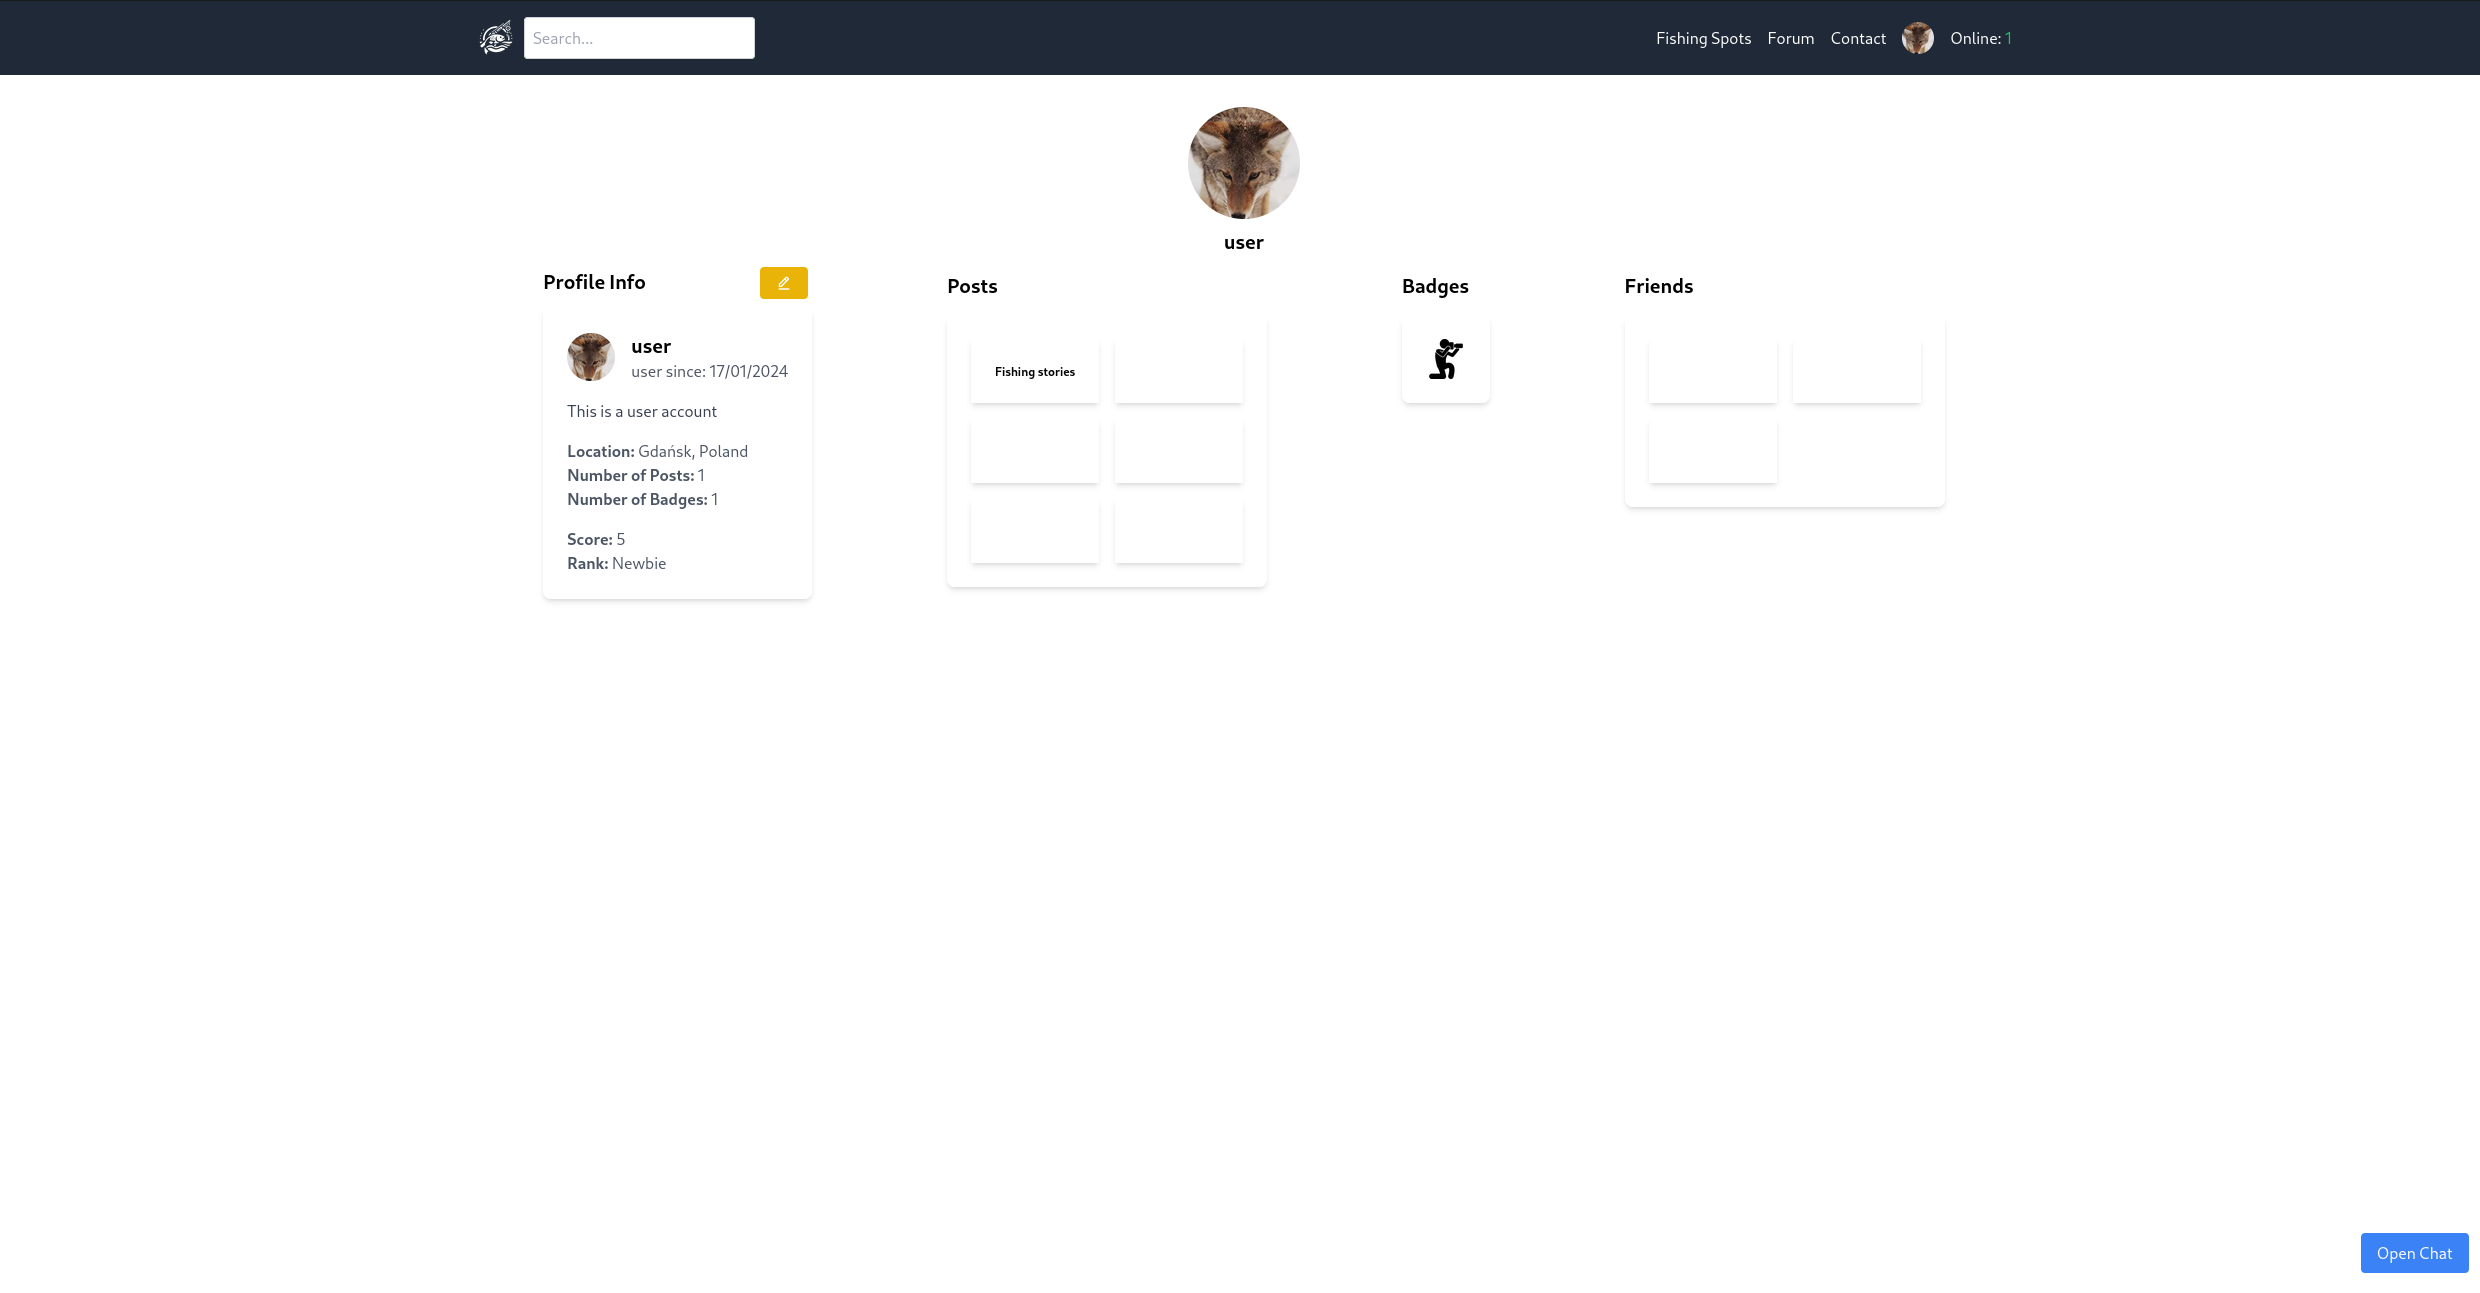 Search...
Fishing Spots Forum Contact Online: 1
user
Profile Info
user
user since: 17/01/2024
This is a user account
Location: Gdańsk, Poland
Number of Posts: 1
Number of Badges: 1
Score: 5
Rank: Newbie
Posts
Fishing stories
Badges
Friends
Open Chat